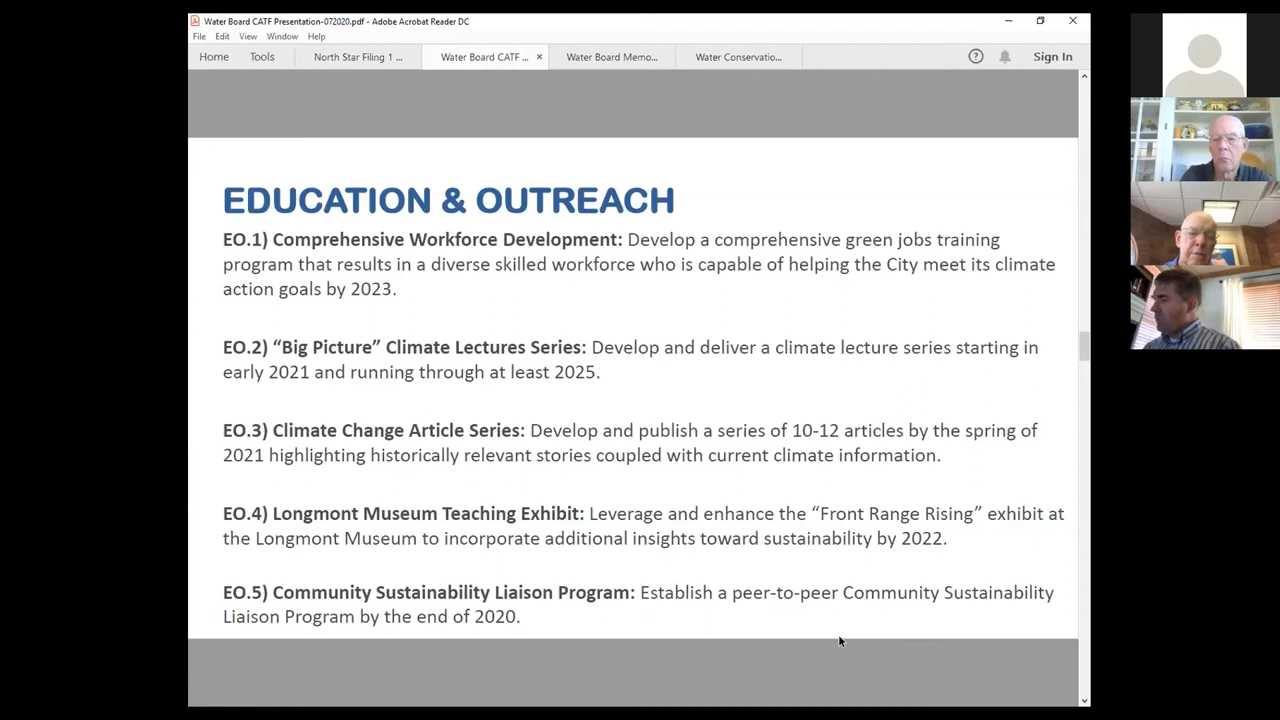 Water Board CATF Presentation-072020.pdf - Adobe Acrobat Reader DC
File Edit View Window Help
Home Tools North Star Filing 1 ... Water Board CATF ... × Water Board Memo... Water Conservatio... Sign In
EDUCATION & OUTREACH
EO.1) Comprehensive Workforce Development: Develop a comprehensive green jobs training
program that results in a diverse skilled workforce who is capable of helping the City meet its climate
action goals by 2023.
EO.2) “Big Picture” Climate Lectures Series: Develop and deliver a climate lecture series starting in
early 2021 and running through at least 2025.
EO.3) Climate Change Article Series: Develop and publish a series of 10-12 articles by the spring of
2021 highlighting historically relevant stories coupled with current climate information.
EO.4) Longmont Museum Teaching Exhibit: Leverage and enhance the “Front Range Rising” exhibit at
the Longmont Museum to incorporate additional insights toward sustainability by 2022.
EO.5) Community Sustainability Liaison Program: Establish a peer-to-peer Community Sustainability
Liaison Program by the end of 2020.